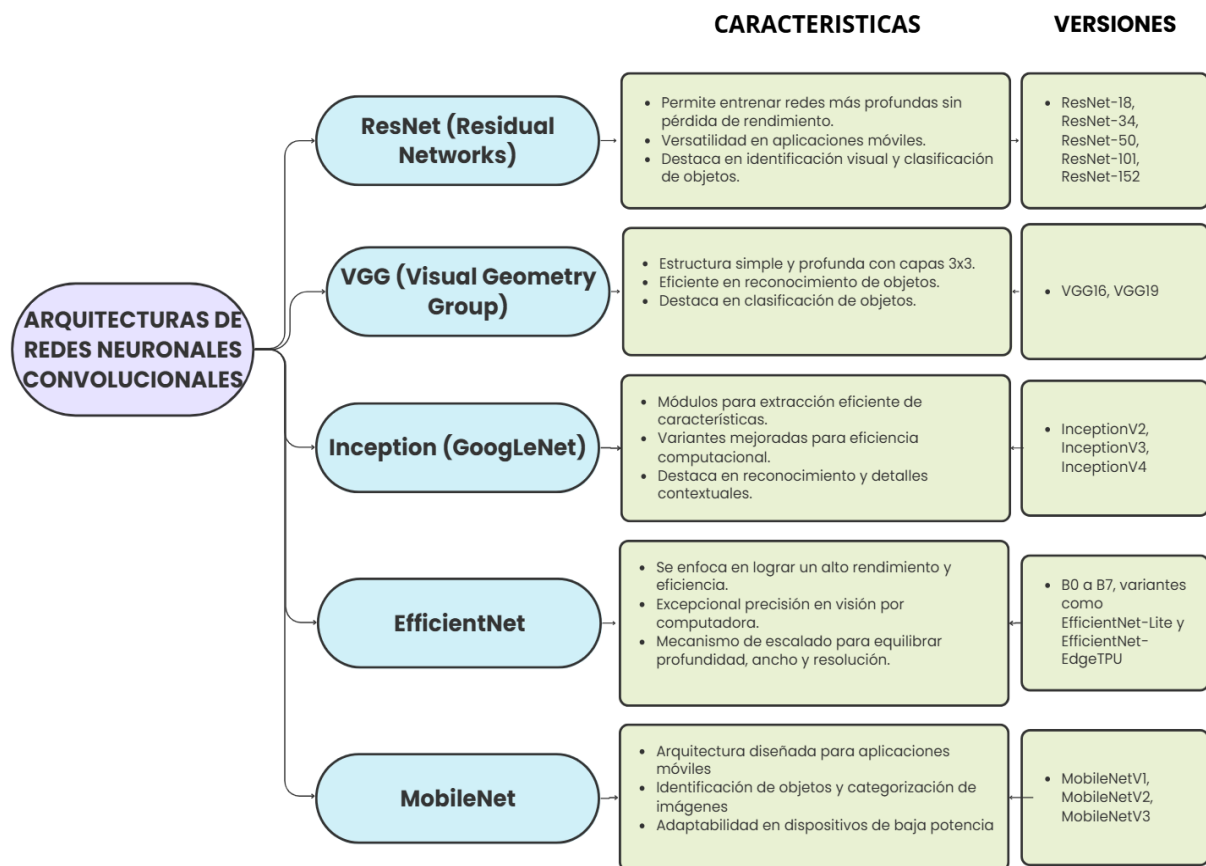 CARACTERISTICAS
VERSIONES
ARQUITECTURAS DE
REDES NEURONALES
CONVOLUCIONALES
ResNet (Residual
Networks)
• Permite entrenar redes más profundas sin
pérdida de rendimiento.
• Versatilidad en aplicaciones móviles.
• Destaca en identificación visual y clasificación
de objetos.
• ResNet-18,
ResNet-34,
ResNet-50,
ResNet-101,
ResNet-152
VGG (Visual Geometry
Group)
• Estructura simple y profunda con capas 3x3.
• Eficiente en reconocimiento de objetos.
• Destaca en clasificación de objetos.
• VGG16, VGG19
Inception (GoogLeNet)
• Módulos para extracción eficiente de
características.
• Variantes mejoradas para eficiencia
computacional.
• Destaca en reconocimiento y detalles
contextuales.
• InceptionV2,
InceptionV3,
InceptionV4
EfficientNet
• Se enfoca en lograr un alto rendimiento y
eficiencia.
• Excepcional precisión en visión por
computadora.
• Mecanismo de escalado para equilibrar
profundidad, ancho y resolución.
• B0 a B7, variantes
como
EfficientNet-Lite y
EfficientNet-
EdgeTPU
MobileNet
• Arquitectura diseñada para aplicaciones
móviles
• Identificación de objetos y categorización de
imágenes
• Adaptabilidad en dispositivos de baja potencia
• MobileNetV1,
MobileNetV2,
MobileNetV3